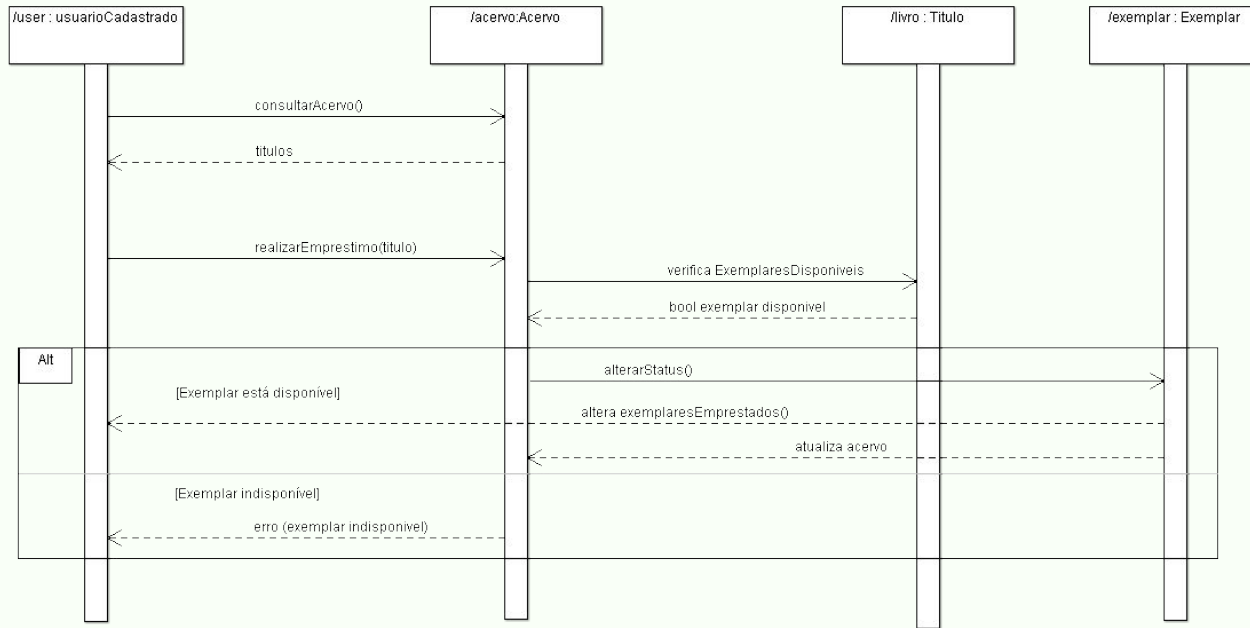 /user : usuarioCadastrado
/acervo:Acervo
/livro : Titulo
/exemplar : Exemplar
consultarAcervo()
titulos
realizarEmprestimo(titulo)
verifica ExemplaresDisponiveis
bool exemplar disponivel
Alt
alterarStatus()
[Exemplar está disponível]
altera exemplaresEmprestados()
atualiza acervo
[Exemplar indisponível]
erro (exemplar indisponivel)